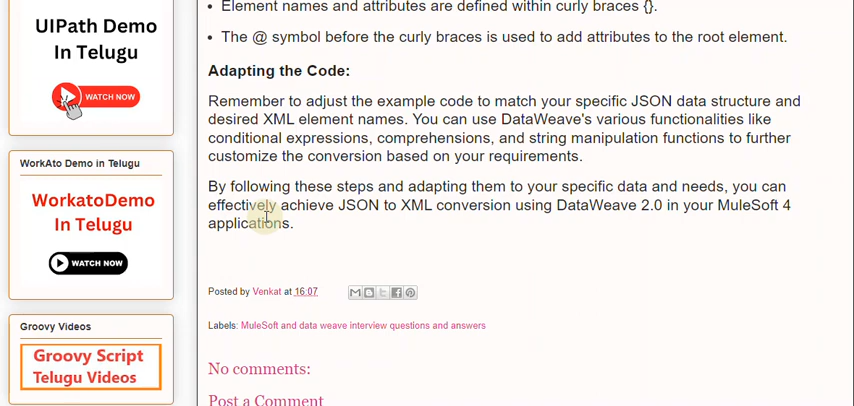 UIPath Demo
In Telugu
WATCH NOW
WorkAto Demo in Telugu
WorkatoDemo
In Telugu
WATCH NOW
Groovy Videos
Groovy Script
Telugu Videos
• Element names and attributes are defined within curly braces {}.
• The @ symbol before the curly braces is used to add attributes to the root element.
Adapting the Code:
Remember to adjust the example code to match your specific JSON data structure and
desired XML element names. You can use DataWeave's various functionalities like
conditional expressions, comprehensions, and string manipulation functions to further
customize the conversion based on your requirements.
By following these steps and adapting them to your specific data and needs, you can
effectively achieve JSON to XML conversion using DataWeave 2.0 in your MuleSoft 4
applications.
Posted by Venkat at 16:07
Labels: MuleSoft and data weave interview questions and answers
No comments:
Post a Comment